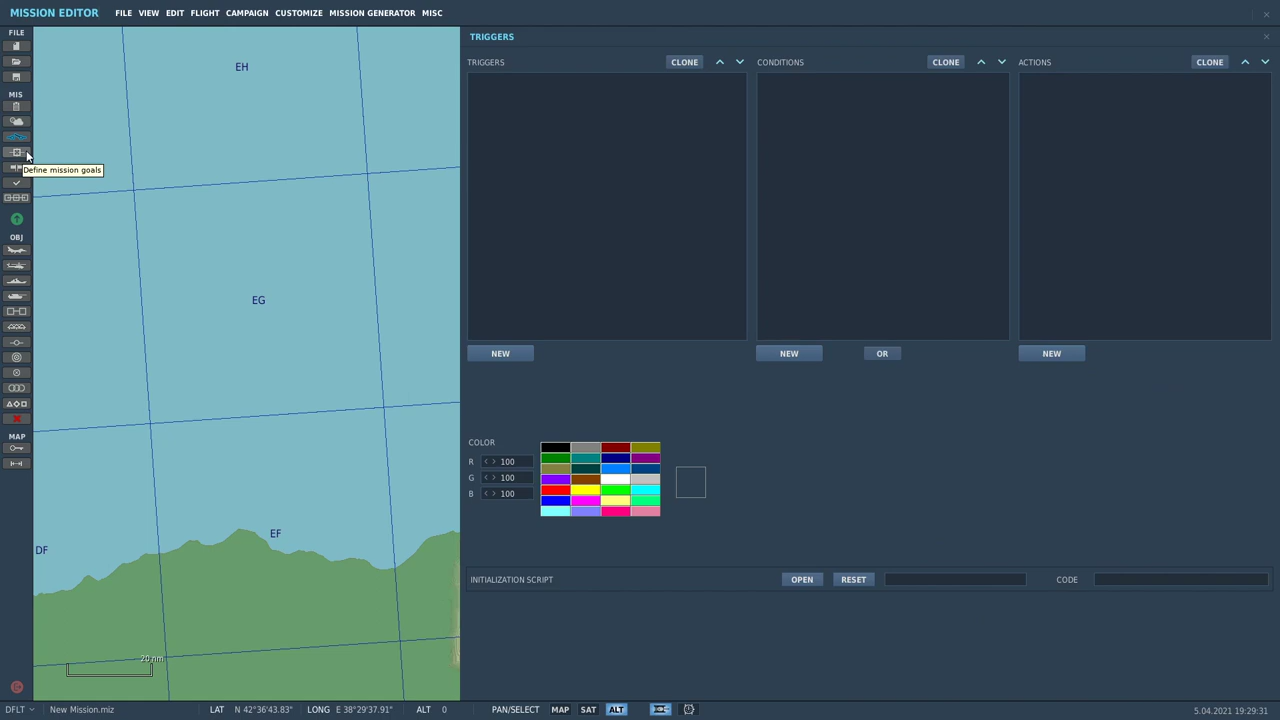 MISSION EDITOR FILE VIEW EDIT FLIGHT CAMPAIGN CUSTOMIZE MISSION GENERATOR MISC
FILE
MIS
Define mission goals
OBJ
MAP
EH
EG
EF
DF
20 nm
TRIGGERS
TRIGGERS CLONE CONDITIONS CLONE ACTIONS CLONE
NEW NEW OR NEW
COLOR
R 100
G 100
B 100
INITIALIZATION SCRIPT OPEN RESET CODE
DFLT New Mission.miz LAT N 42°36'43.83" LONG E 38°29'37.91" ALT 0 PAN/SELECT MAP SAT ALT 5.04.2021 19:29:31